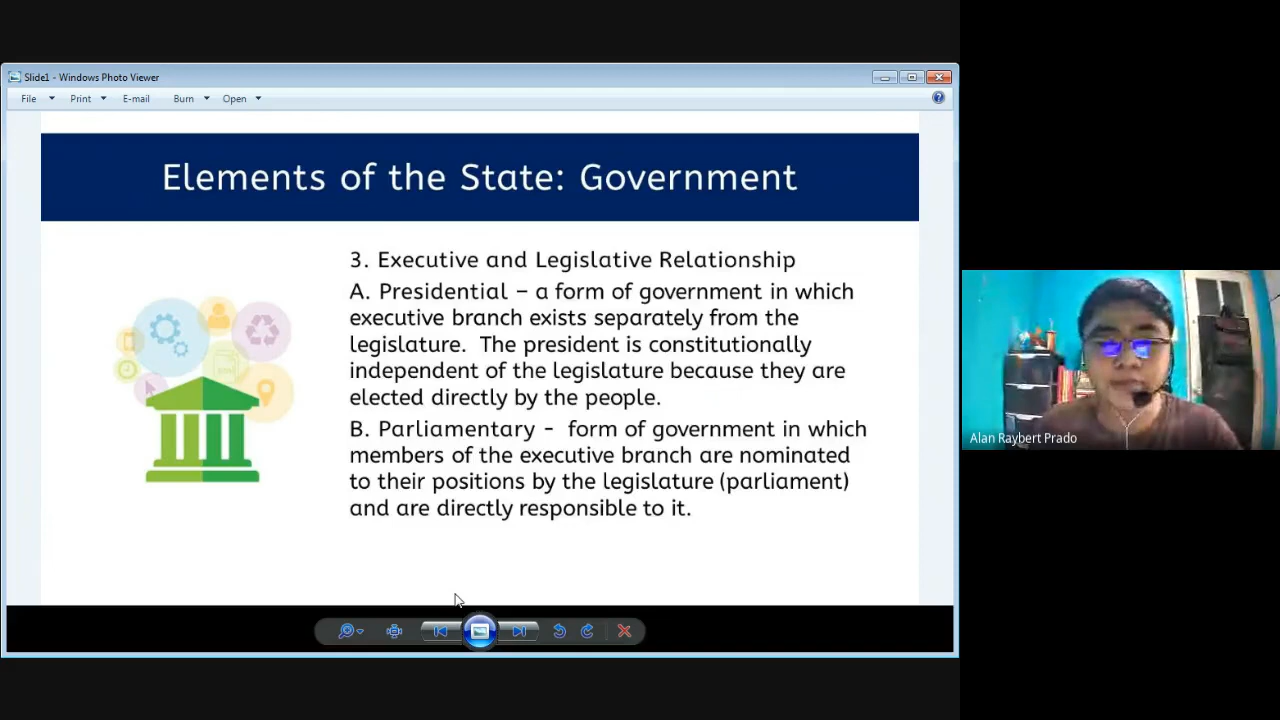 Slide1 - Windows Photo Viewer
File Print E-mail Burn Open
Elements of the State: Government
3. Executive and Legislative Relationship
A. Presidential – a form of government in which
executive branch exists separately from the
legislature.  The president is constitutionally
independent of the legislature because they are
elected directly by the people.
B. Parliamentary -  form of government in which
members of the executive branch are nominated
to their positions by the legislature (parliament)
and are directly responsible to it.
Alan Raybert Prado